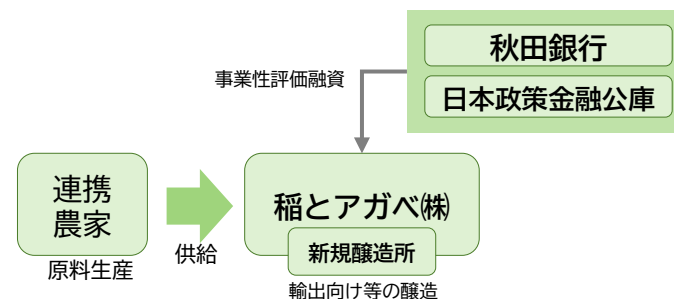 秋田銀行
事業性評価融資
日本政策金融公庫
連携
農家
稲とアガベ㈱
供給
新規醸造所
原料生産
輸出向け等の醸造